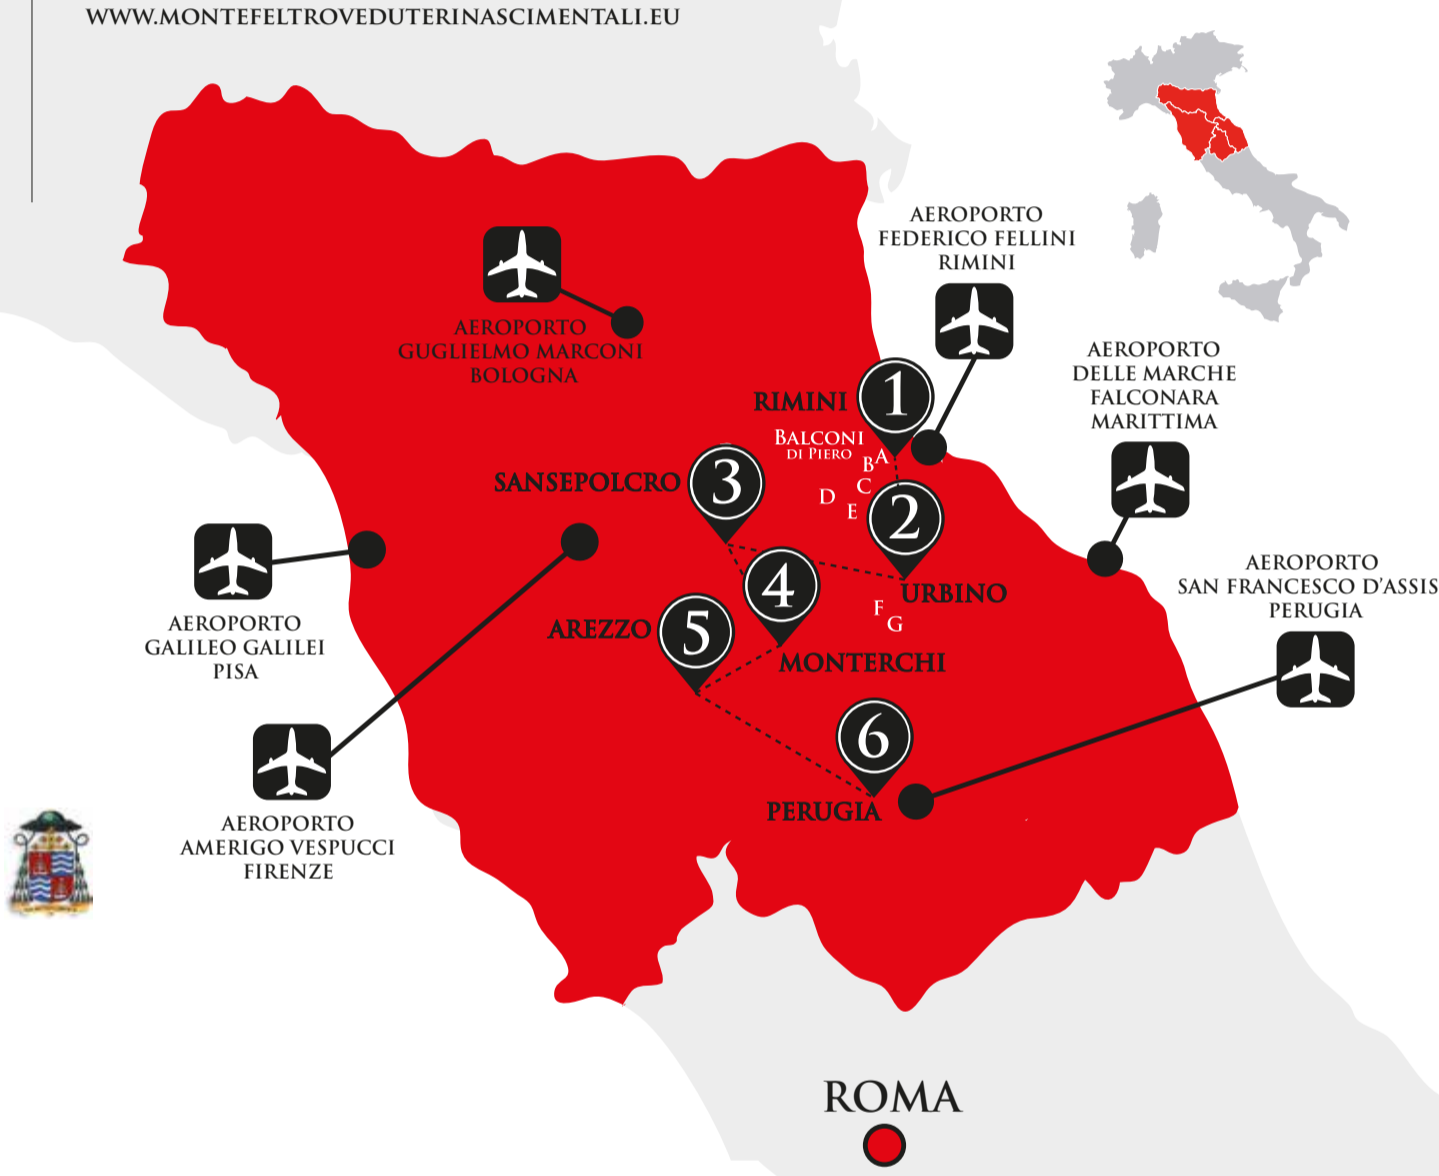 WWW.MONTEFELTROVEDUTERINASCIMENTALI.EU
AEROPORTO
FEDERICO FELLINI
RIMINI
AEROPORTO
GUGLIELMO MARCONI
BOLOGNA
AEROPORTO
DELLE MARCHE
FALCONARA
MARITTIMA
RIMINI
1
BALCONI
DI PIERO
A
B
C
D
E
SANSEPOLCRO
3
2
URBINO
F
G
4
MONTERCHI
AREZZO
5
6
PERUGIA
AEROPORTO
GALILEO GALILEI
PISA
AEROPORTO
SAN FRANCESCO D'ASSIS
PERUGIA
AEROPORTO
AMERIGO VESPUCCI
FIRENZE
ROMA